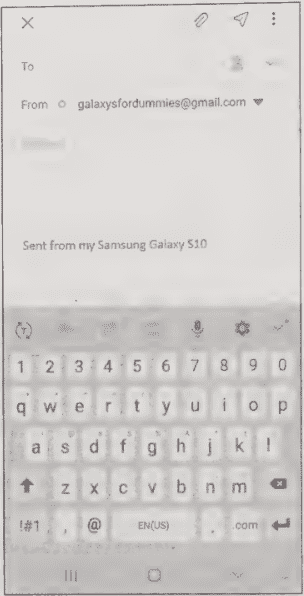 To
From galaxysfordummies@gmail.com
Sent from my Samsung Galaxy S10
1 2 3 4 5 6 7 8 9 0
q w e r t y u i o p
a s d f g h j k l
z x c v b n m
!#1 , @ EN(US) . .com